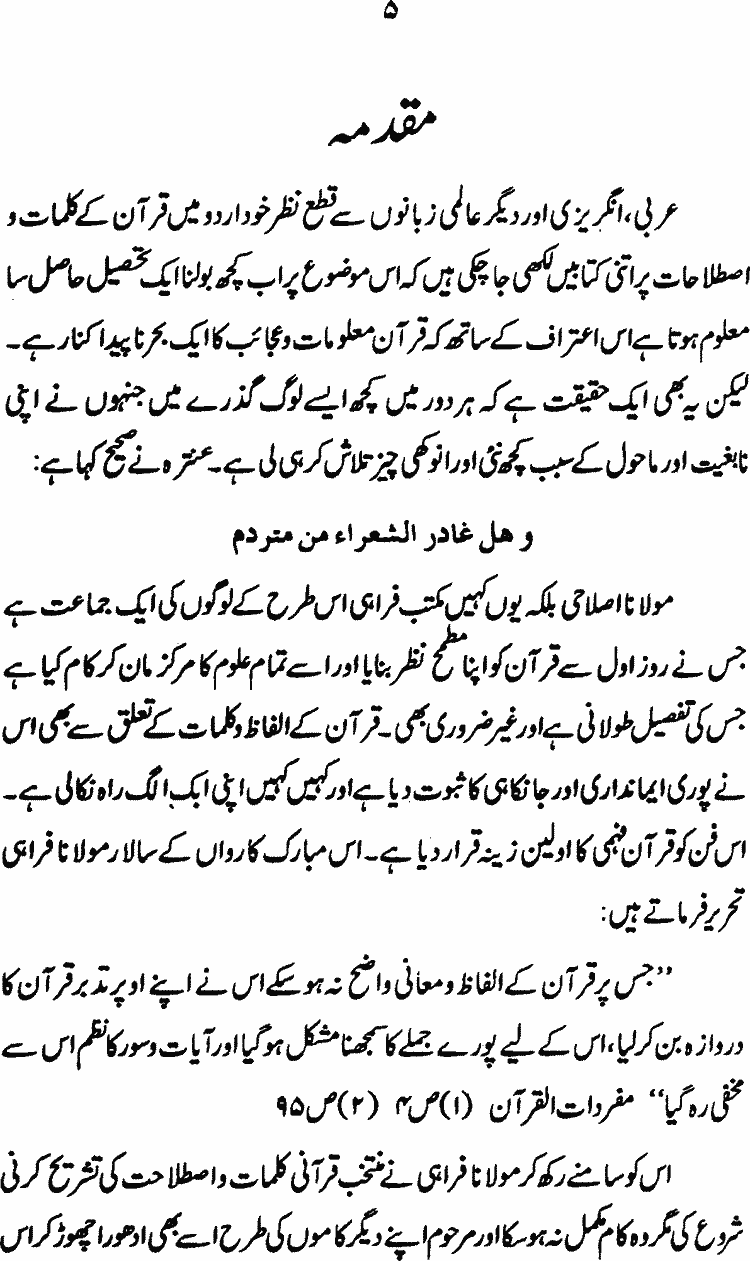 ۵
مقدمہ
عربی، انگریزی اور دیگر عالمی زبانوں سے قطع نظر خود اردو میں قرآن کے کلمات و
اصطلاحات پر اتنی کتابیں لکھی جا چکی ہیں کہ اس موضوع پر اب کچھ بولنا ایک تحصیل حاصل سا
معلوم ہوتا ہے اس اعتراف کے ساتھ کہ قرآن معلومات و عجائب کا ایک بحر ناپیدا کنار ہے۔
لیکن یہ بھی ایک حقیقت ہے کہ ہر دور میں کچھ ایسے لوگ گذرے ہیں جنہوں نے اپنی
نابغیت اور ماحول کے سبب کچھ نئی اور انوکھی چیز تلاش کر ہی لی ہے۔ عنترہ نے صحیح کہا ہے:
و هل غادر الشعراء من متردم
مولانا اصلاحی بلکہ یوں کہیں مکتب فراہی اس طرح کے لوگوں کی ایک جماعت ہے
جس نے روز اول سے قرآن کو اپنا مطمح نظر بنایا اور اسے تمام علوم کا مرکز مان کر کام کیا ہے
جس کی تفصیل طولانی ہے اور غیر ضروری بھی۔ قرآن کے الفاظ و کلمات کے تعلق سے بھی اس
نے پوری ایمانداری اور جانکاہی کا ثبوت دیا ہے اور کہیں کہیں اپنی ایک الگ راہ نکالی ہے۔
اس فن کو قرآن فہمی کا اولین زینہ قرار دیا ہے۔ اس مبارک کارواں کے سالار مولانا فراہی
تحریر فرماتے ہیں:
”جس پر قرآن کے الفاظ و معانی واضح نہ ہو سکے اس نے اپنے اوپر تدبر قرآن کا
دروازہ بن کر لیا، اس کے لیے پورے جملے کا سمجھنا مشکل ہو گیا اور آیات و سور کا نظم اس سے
مخفی رہ گیا“ مفردات القرآن (۱) ص ۴ (۲) ص ۹۵
اس کو سامنے رکھ کر مولانا فراہی نے منتخب قرآنی کلمات و اصطلاحت کی تشریح کرنی
شروع کی مگر وہ کام مکمل نہ ہو سکا اور مرحوم اپنے دیگر کاموں کی طرح اسے بھی ادھورا چھوڑ کر اس